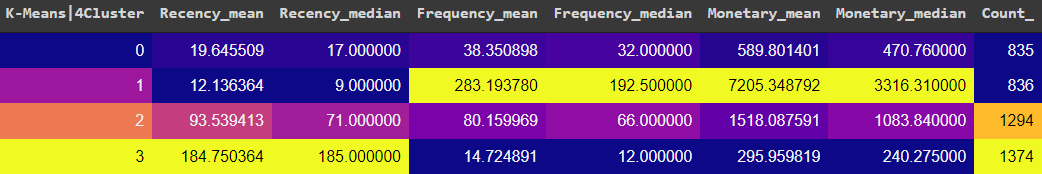 K-Means|4Cluster Recency_mean Recency_median Frequency_mean Frequency_median Monetary_mean Monetary_median Count_
0 19.645509 17.000000 38.350898 32.000000 589.801401 470.760000 835
1 12.136364 9.000000 283.193780 192.500000 7205.348792 3316.310000 836
2 93.539413 71.000000 80.159969 66.000000 1518.087591 1083.840000 1294
3 184.750364 185.000000 14.724891 12.000000 295.959819 240.275000 1374